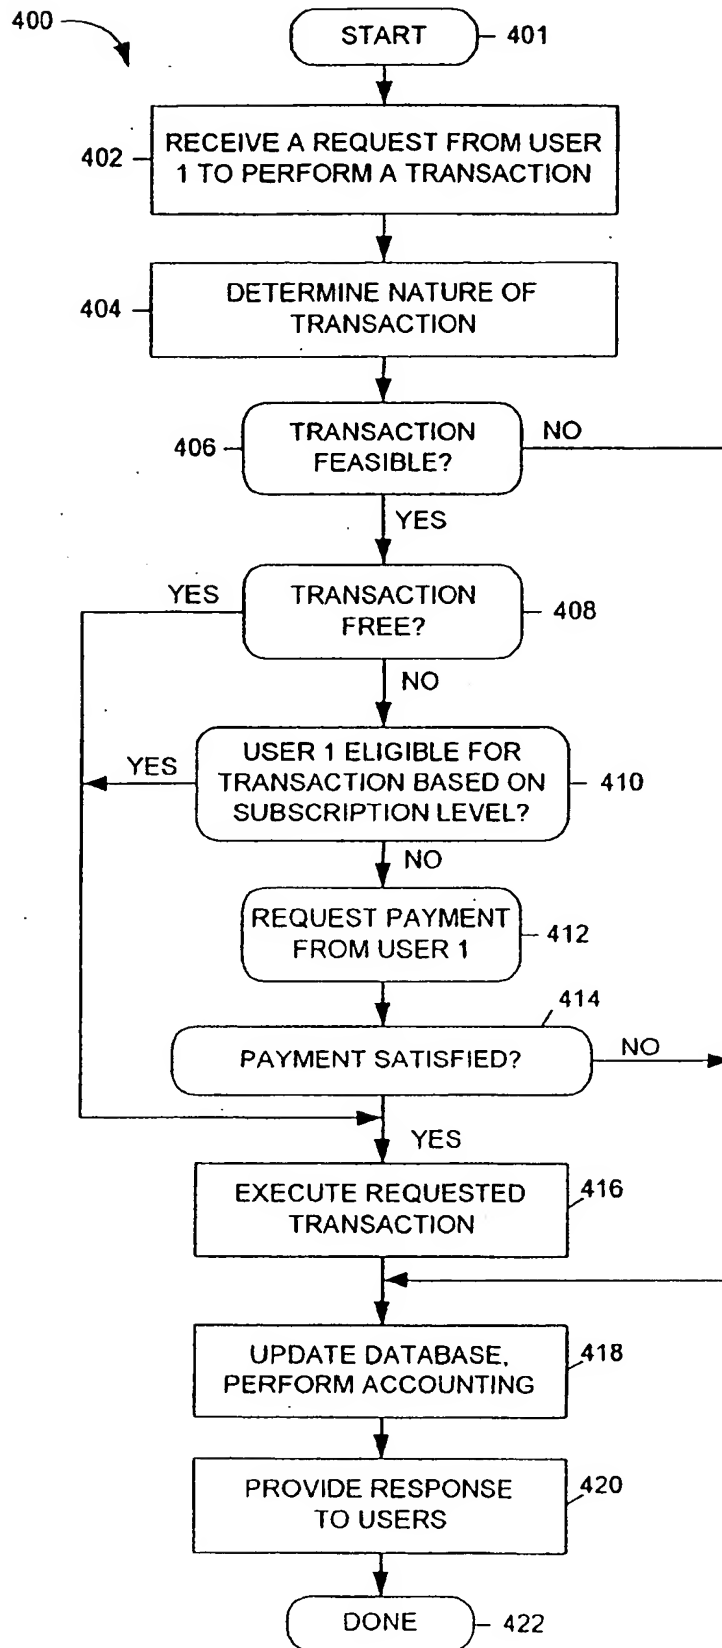 400
START
401
402
RECEIVE A REQUEST FROM USER
1 TO PERFORM A TRANSACTION
404
DETERMINE NATURE OF
TRANSACTION
406
TRANSACTION
FEASIBLE?
NO
YES
YES
TRANSACTION
FREE?
408
NO
YES
USER 1 ELIGIBLE FOR
TRANSACTION BASED ON
SUBSCRIPTION LEVEL?
410
NO
REQUEST PAYMENT
FROM USER 1
412
414
PAYMENT SATISFIED?
NO
YES
EXECUTE REQUESTED
TRANSACTION
416
UPDATE DATABASE,
PERFORM ACCOUNTING
418
PROVIDE RESPONSE
TO USERS
420
DONE
422